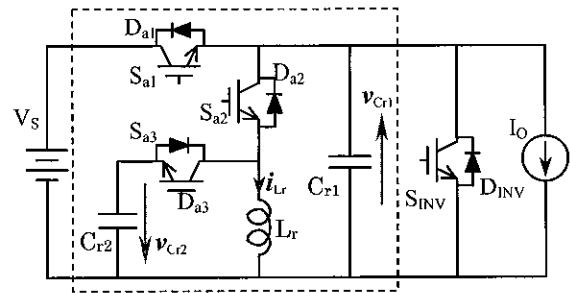 Da1
Sa1
Da2
Sa2
vCr1
VS
Sa3
Da3
iLr
Cr1
SINV
DINV
IO
Cr2
vCr2
Lr